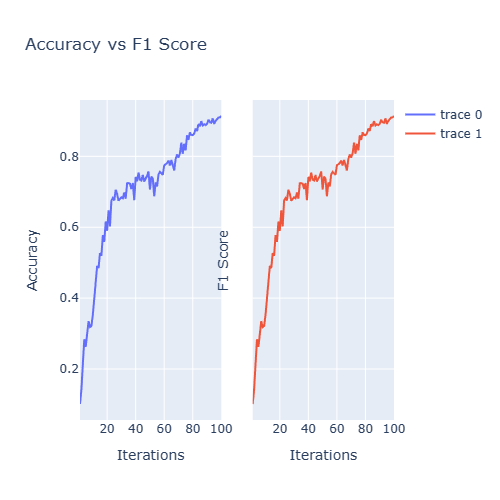 Accuracy vs F1 Score
trace 0
trace 1
0.8
0.6
0.4
0.2
Accuracy
F1 Score
20 40 60 80 100
20 40 60 80 100
Iterations
Iterations